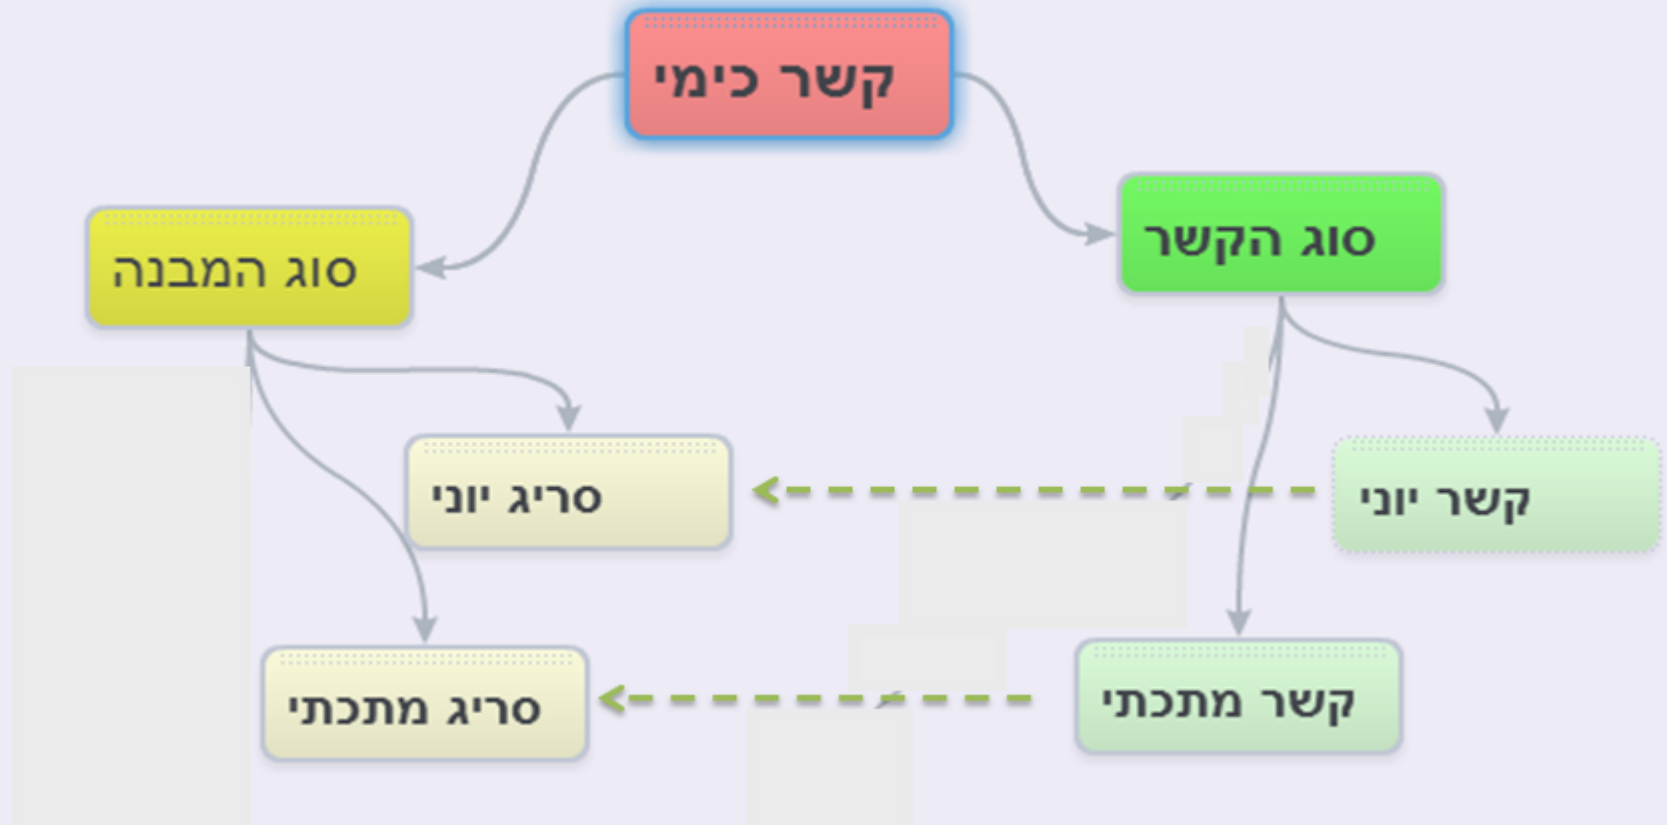 קשר כימי
סוג הקשר
סוג המבנה
קשר יוני
סריג יוני
קשר מתכתי
סריג מתכתי